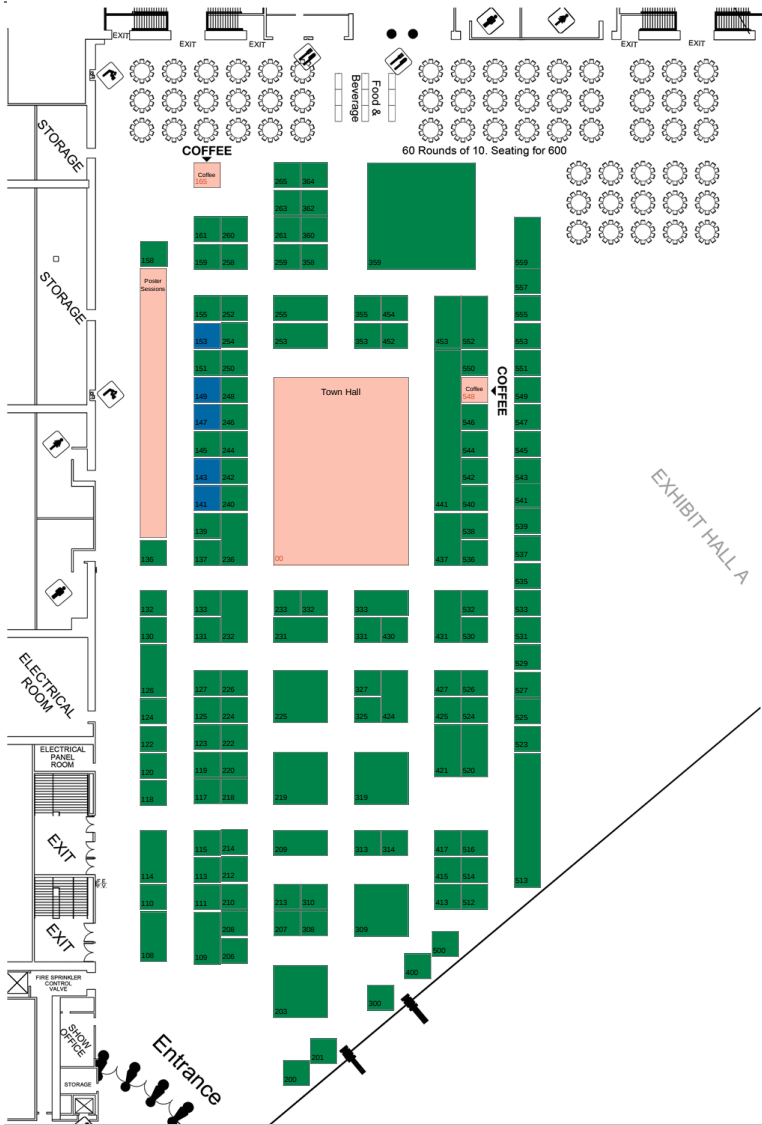 EXIT
EXIT
EXIT
EXIT
EXIT
EXIT
Food &
Beverage
STORAGE
COFFEE
60 Rounds of 10. Seating for 600
Coffee
165
265 364
263 362
359
161 260 261 360
159 258 259 358
158
559
557
Poster
Sessions
STORAGE
155 252 255 355 454 453 552 555
153 254 253 353 452 553
151 250 550 551
COFFEE
Town Hall
Coffee
548
149 248 549
147 246 546 547
145 244 544 545
143 242 542 543
141 240 441 540 541
139 538 539
136 137 236 00 437 536 537
535
EXHIBIT HALL A
132 133 233 332 333 532 533
130 131 232 231 331 430 431 530 531
529
ELECTRICAL
ROOM
126 127 226 225 327 427 526 527
124 125 224 325 424 425 524 525
122 123 222 523
ELECTRICAL
PANEL
ROOM
120 119 220 421 520
118 117 218 219 319
EXIT
115 214 209 313 314 417 516
114 113 212 415 514
513
110 111 210 213 310 413 512
208 207 308 309
EXIT
108 109 206
500
400
FIRE SPRINKLER
CONTROL
VALVE
203 300
SHOW
OFFICE
Entrance
201
200
STORAGE